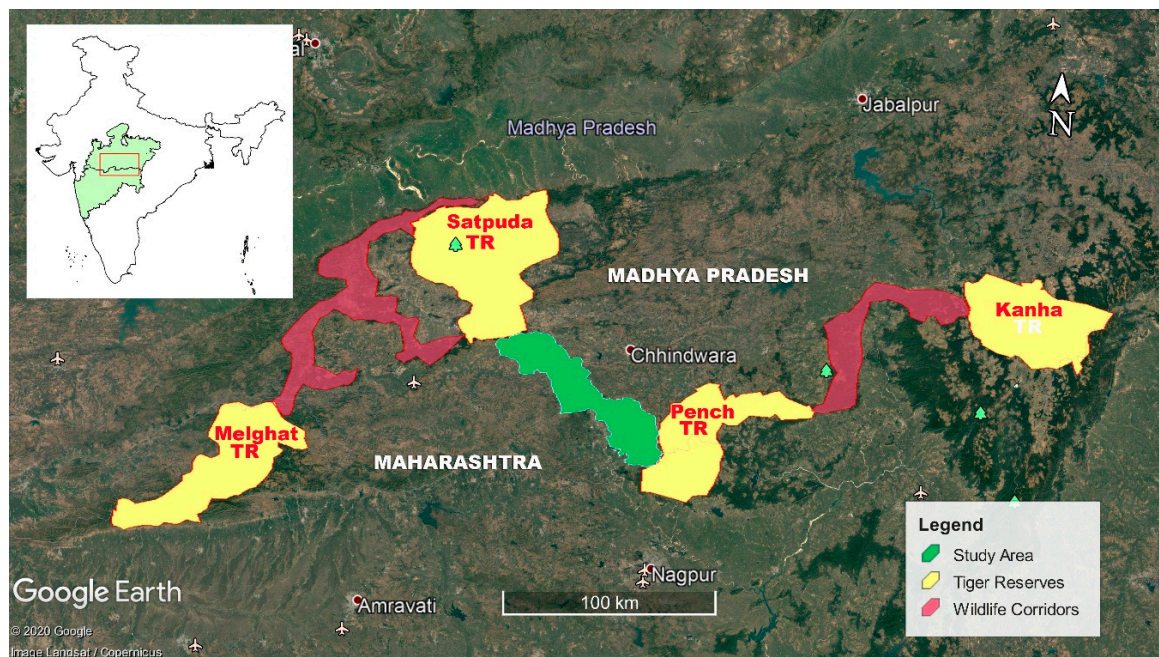 al
Jabalpur
N
Madhya Pradesh
Satpuda
TR
MADHYA PRADESH
Kanha
TR
Chhindwara
Pench
TR
Melghat
TR
MAHARASHTRA
Legend
Study Area
Tiger Reserves
Wildlife Corridors
Nagpur
Google Earth
100 km
Amravati
© 2020 Google
Image Landsat / Copernicus